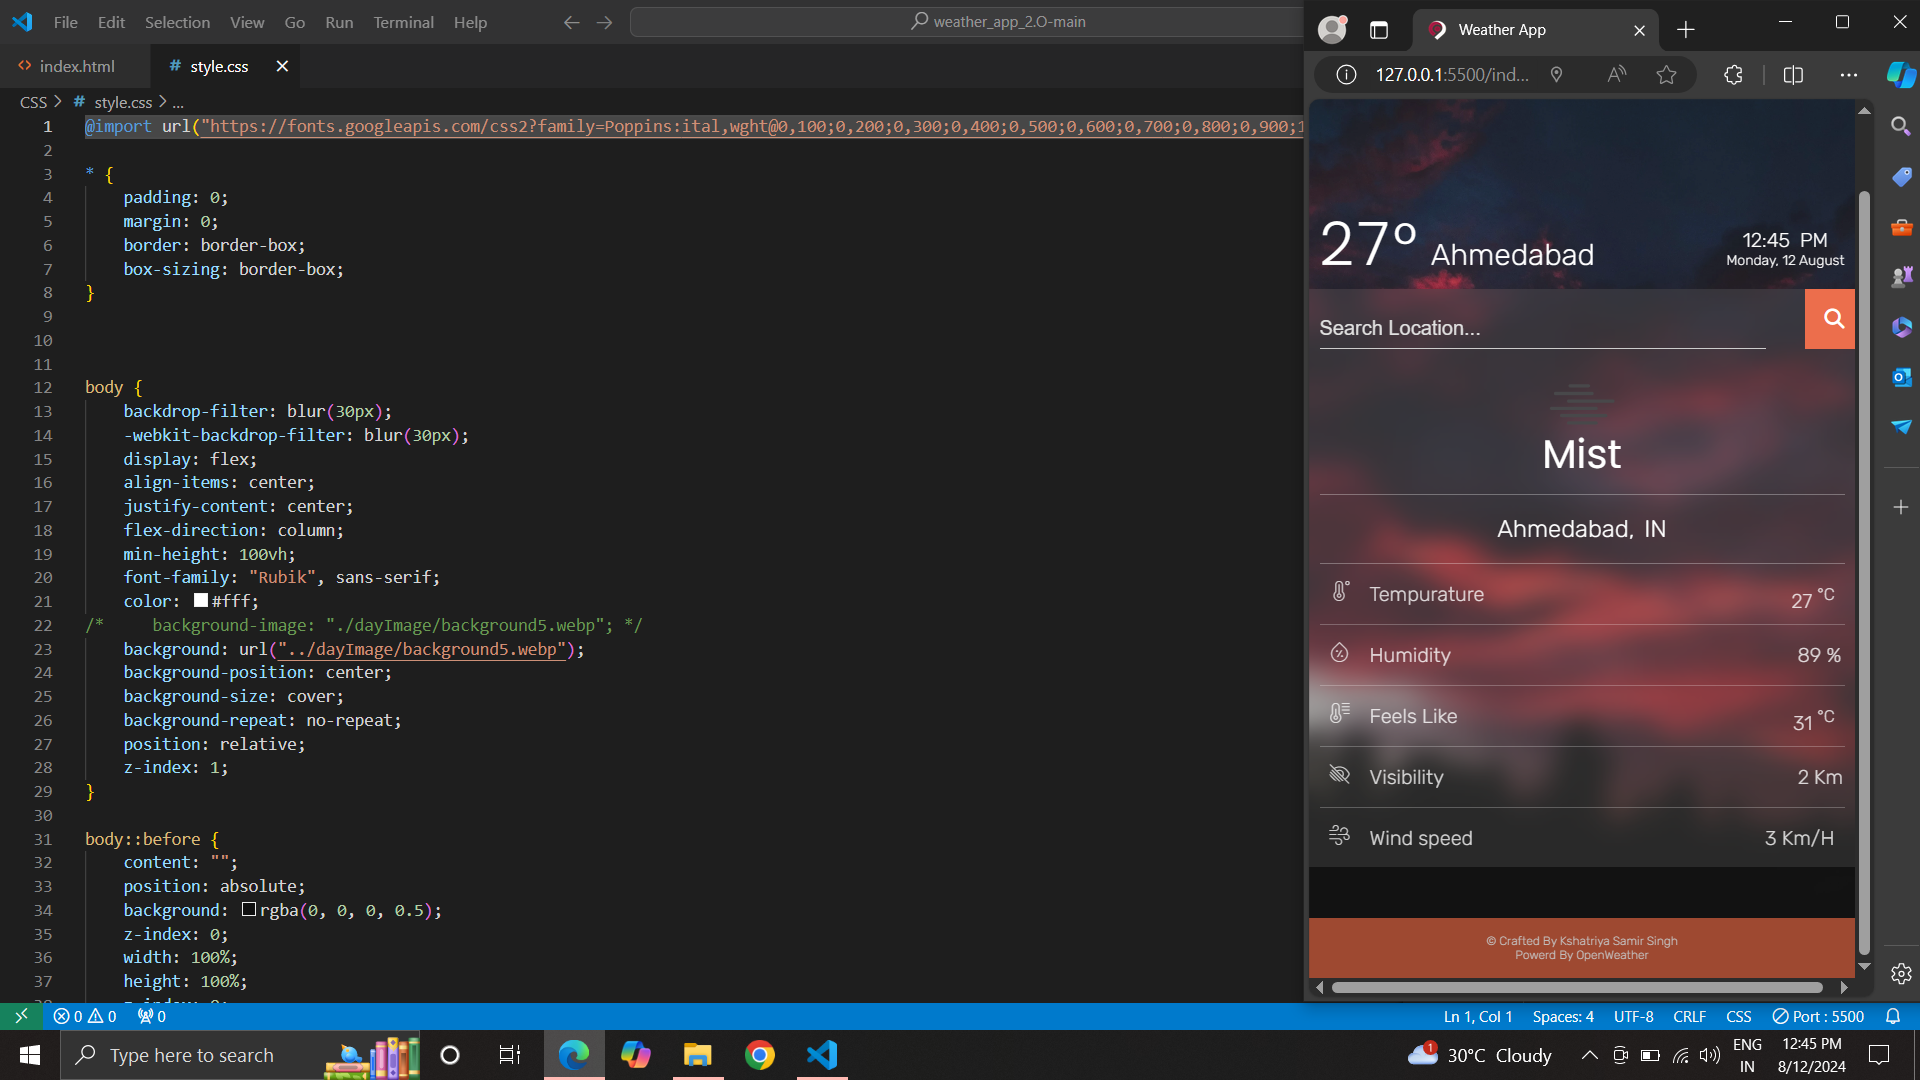 File Edit Selection View Go Run Terminal Help
weather_app_2.O-main
index.html
style.css
CSS > # style.css > ...
1 @import url("https://fonts.googleapis.com/css2?family=Poppins:ital,wght@0,100;0,200;0,300;0,400;0,500;0,600;0,700;0,800;0,900;1
2
3 * {
4 padding: 0;
5 margin: 0;
6 border: border-box;
7 box-sizing: border-box;
8 }
9
10
11
12 body {
13 backdrop-filter: blur(30px);
14 -webkit-backdrop-filter: blur(30px);
15 display: flex;
16 align-items: center;
17 justify-content: center;
18 flex-direction: column;
19 min-height: 100vh;
20 font-family: "Rubik", sans-serif;
21 color: #fff;
22 /* background-image: "./dayImage/background5.webp"; */
23 background: url("../dayImage/background5.webp");
24 background-position: center;
25 background-size: cover;
26 background-repeat: no-repeat;
27 position: relative;
28 z-index: 1;
29 }
30
31 body::before {
32 content: "";
33 position: absolute;
34 background: rgba(0, 0, 0, 0.5);
35 z-index: 0;
36 width: 100%;
37 height: 100%;
Weather App
127.0.0.1:5500/ind...
27° Ahmedabad
12:45 PM
Monday, 12 August
Search Location...
Mist
Ahmedabad, IN
Tempurature 27 °C
Humidity 89 %
Feels Like 31 °C
Visibility 2 Km
Wind speed 3 Km/H
© Crafted By Kshatriya Samir Singh
Powerd By OpenWeather
0 0 0
Ln 1, Col 1 Spaces: 4 UTF-8 CRLF CSS Port : 5500
Type here to search
1
30°C Cloudy
ENG
IN
12:45 PM
8/12/2024